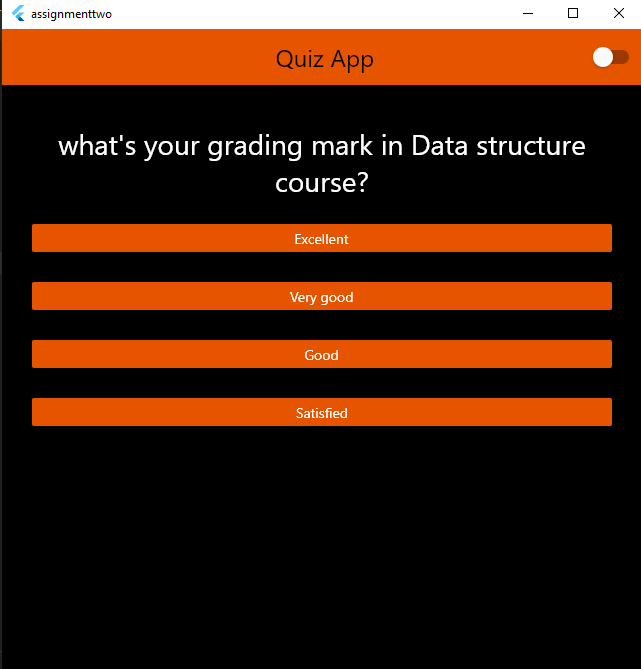 assignmenttwo
Quiz App
what's your grading mark in Data structure
course?
Excellent
Very good
Good
Satisfied